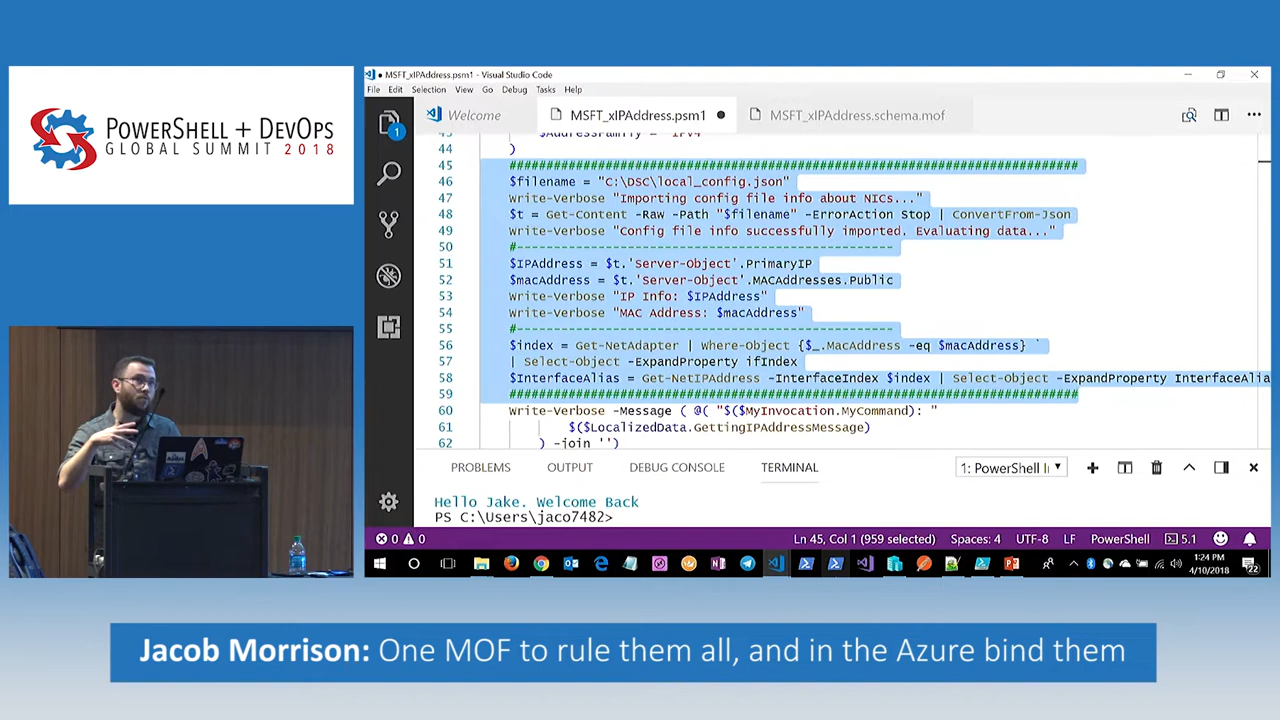 POWERSHELL + DEVOPS
GLOBAL SUMMIT 2018
● MSFT_xIPAddress.psm1 - Visual Studio Code
File Edit Selection View Go Debug Tasks Help
Welcome MSFT_xIPAddress.psm1 ● MSFT_xIPAddress.schema.mof
1
43 $AddressFamily = 'IPv4'
44 )
45 ##############################################################################
46 $filename = "C:\DSC\local_config.json"
47 Write-Verbose "Importing config file info about NICs..."
48 $t = Get-Content -Raw -Path "$filename" -ErrorAction Stop | ConvertFrom-Json
49 Write-Verbose "Config file info successfully imported. Evaluating data..."
50 #---------------------------------------------------
51 $IPAddress = $t.'Server-Object'.PrimaryIP
52 $macAddress = $t.'Server-Object'.MACAddresses.Public
53 Write-Verbose "IP Info: $IPAddress"
54 Write-Verbose "MAC Address: $macAddress"
55 #---------------------------------------------------
56 $index = Get-NetAdapter | Where-Object {$_.MacAddress -eq $macAddress} `
57 | Select-Object -ExpandProperty ifIndex
58 $InterfaceAlias = Get-NetIPAddress -InterfaceIndex $index | Select-Object -ExpandProperty InterfaceAlia
59 ##############################################################################
60 Write-Verbose -Message ( @( "$($MyInvocation.MyCommand): "
61 $($LocalizedData.GettingIPAddressMessage)
62 ) -join '')
PROBLEMS OUTPUT DEBUG CONSOLE TERMINAL 1: PowerShell I
Hello Jake. Welcome Back
PS C:\Users\jaco7482>
0 0 Ln 45, Col 1 (959 selected) Spaces: 4 UTF-8 LF PowerShell 5.1
1:24 PM
4/10/2018
22
Jacob Morrison: One MOF to rule them all, and in the Azure bind them